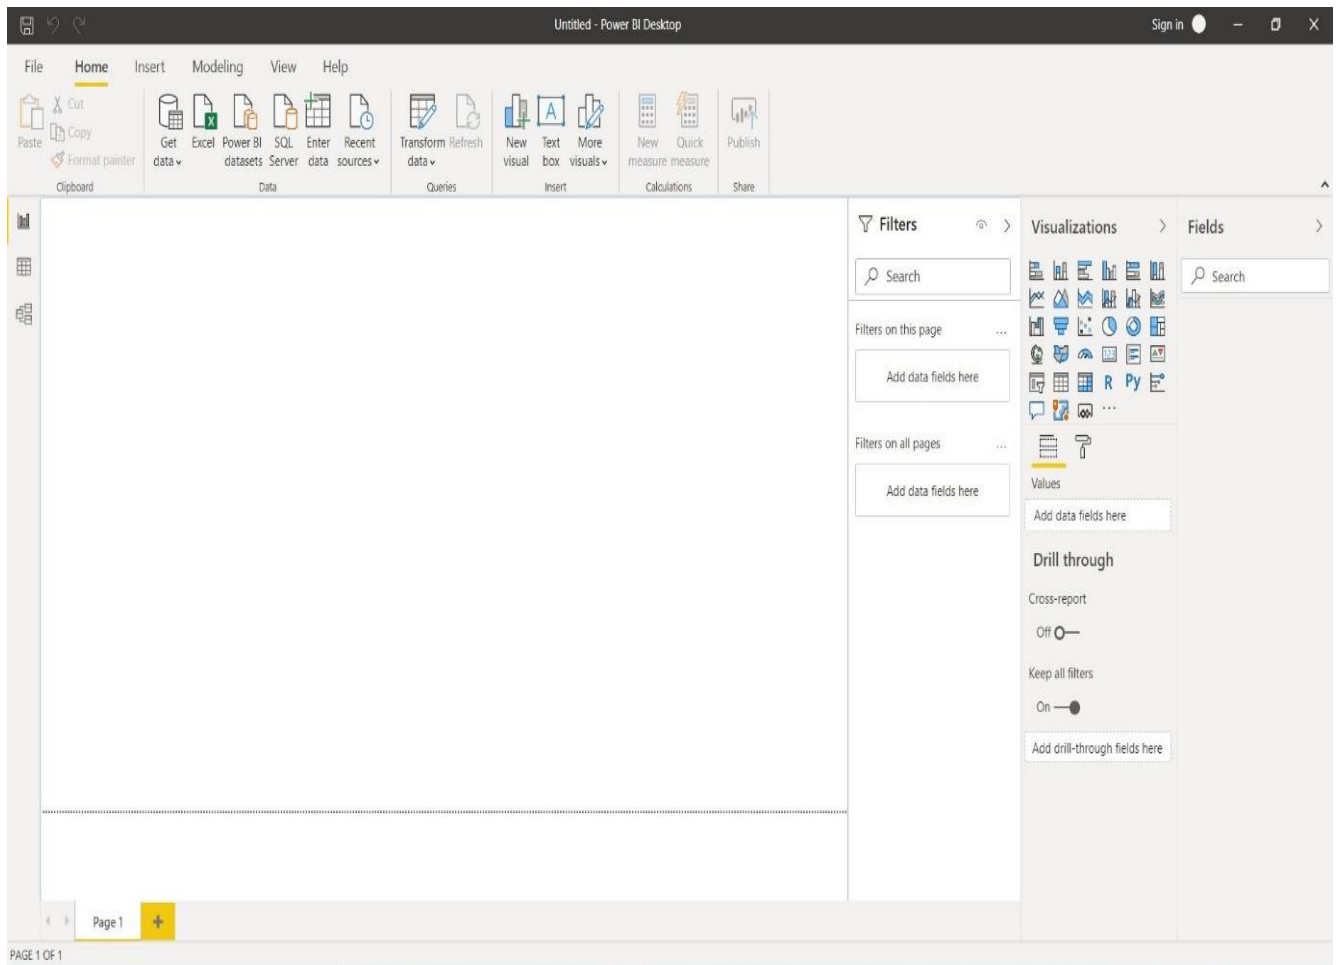 Untitled - Power BI Desktop
Sign in
File Home Insert Modeling View Help
Paste
Cut
Copy
Format painter
Clipboard
Get data
Excel
Power BI datasets
SQL Server
Enter data
Recent sources
Data
Transform data
Refresh
Queries
New visual
Text box
More visuals
Insert
New measure
Quick measure
Calculations
Publish
Share
Filters
Search
Filters on this page ...
Add data fields here
Filters on all pages ...
Add data fields here
Visualizations
123
R Py
...
Values
Add data fields here
Drill through
Cross-report
Off
Keep all filters
On
Add drill-through fields here
Fields
Search
Page 1
PAGE 1 OF 1